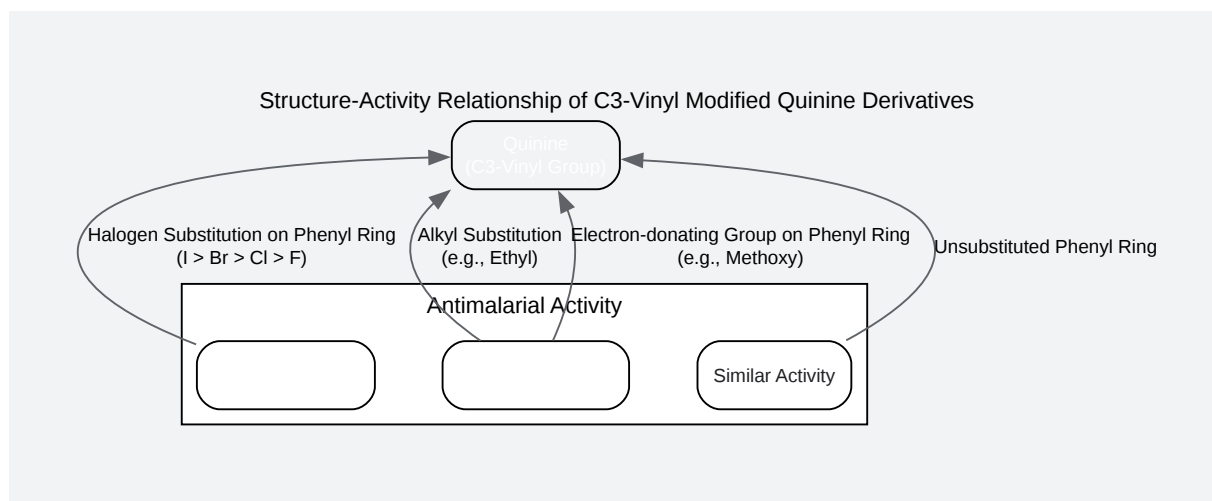 Structure-Activity Relationship of C3-Vinyl Modified Quinine Derivatives
Quinine
(C3-Vinyl Group)
Halogen Substitution on Phenyl Ring
(I > Br > Cl > F)
Alkyl Substitution
(e.g., Ethyl)
Electron-donating Group on Phenyl Ring
(e.g., Methoxy)
Unsubstituted Phenyl Ring
Antimalarial Activity
Similar Activity